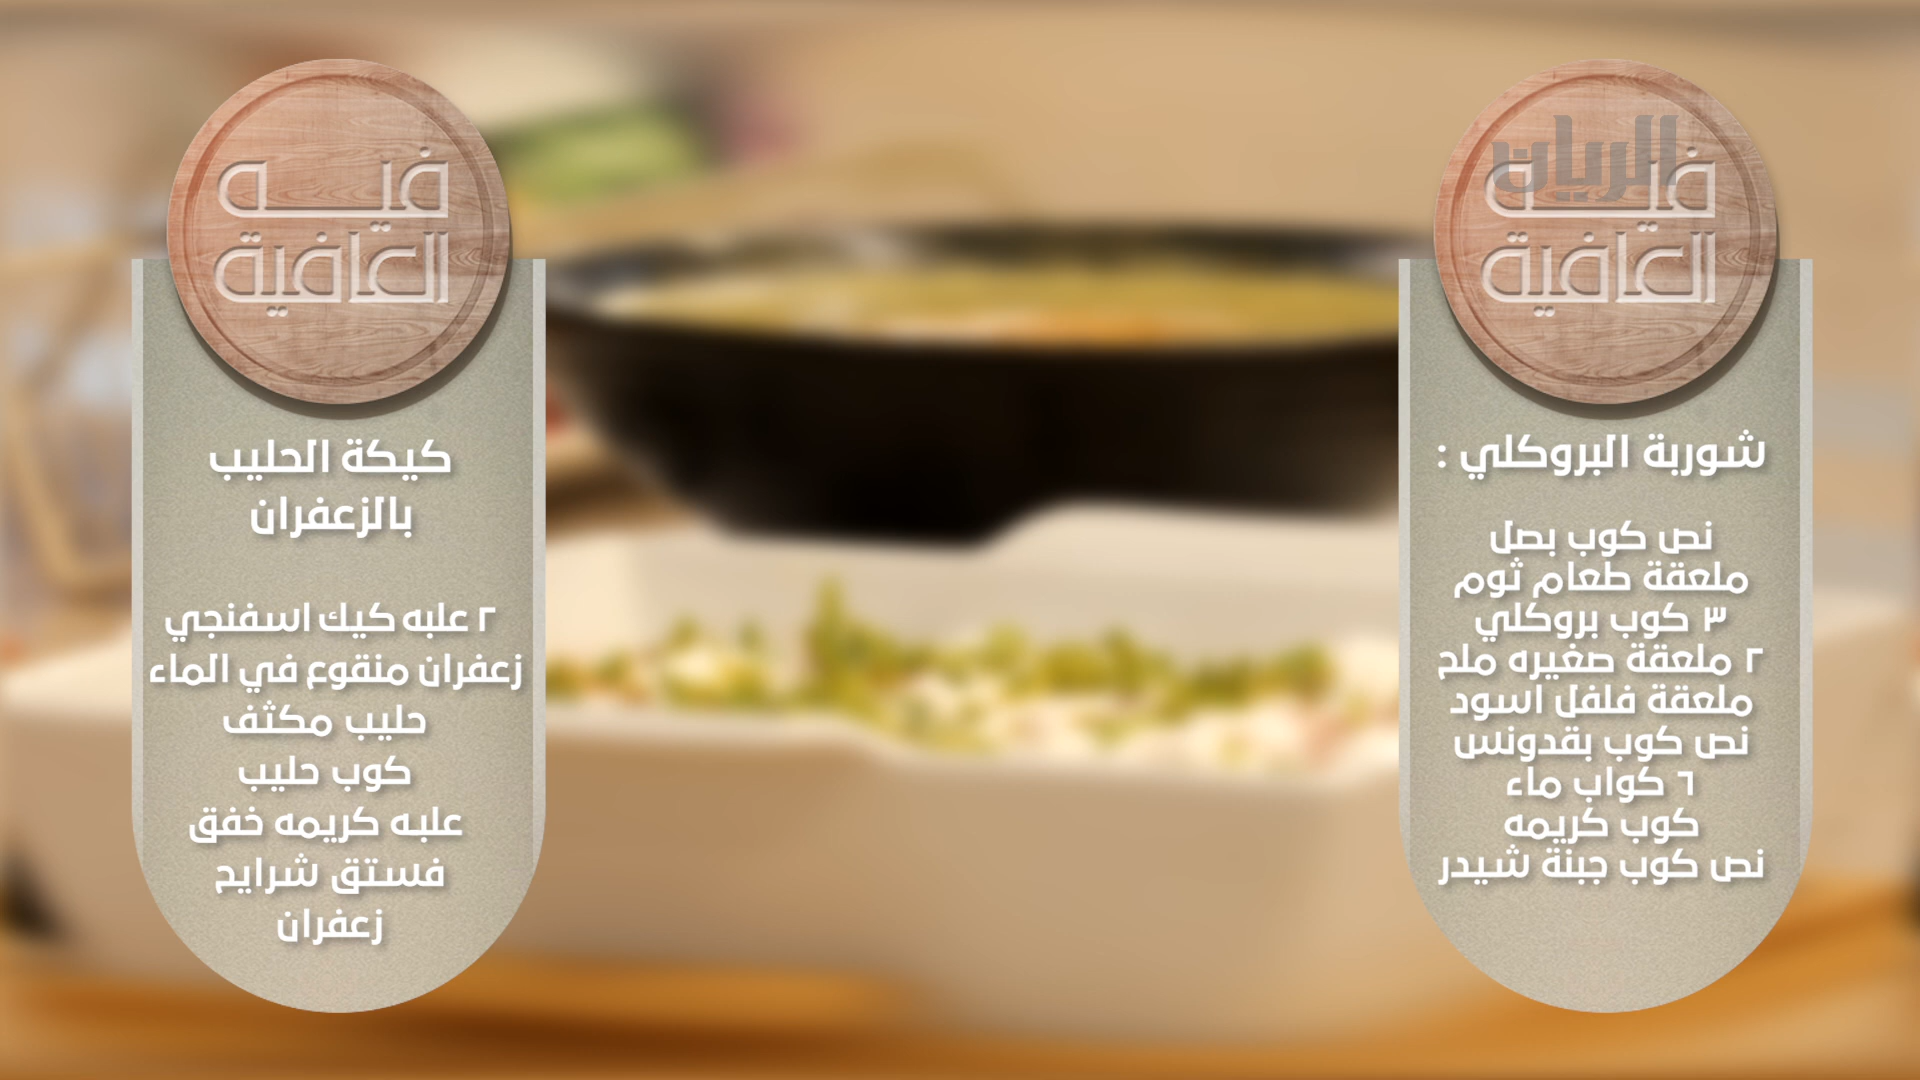 الريان
فيه
العافية
شوربة البروكلي :
نص كوب بصل
ملعقة طعام ثوم
٣ كوب بروكلي
٢ ملعقة صغيره ملح
ملعقة فلفل اسود
نص كوب بقدونس
٦ كواب ماء
كوب كريمه
نص كوب جبنة شيدر
فيه
العافية
كيكة الحليب
بالزعفران
٢ علبه كيك اسفنجي
زعفران منقوع في الماء
حليب مكثف
كوب حليب
علبه كريمه خفق
فستق شرايح
زعفران